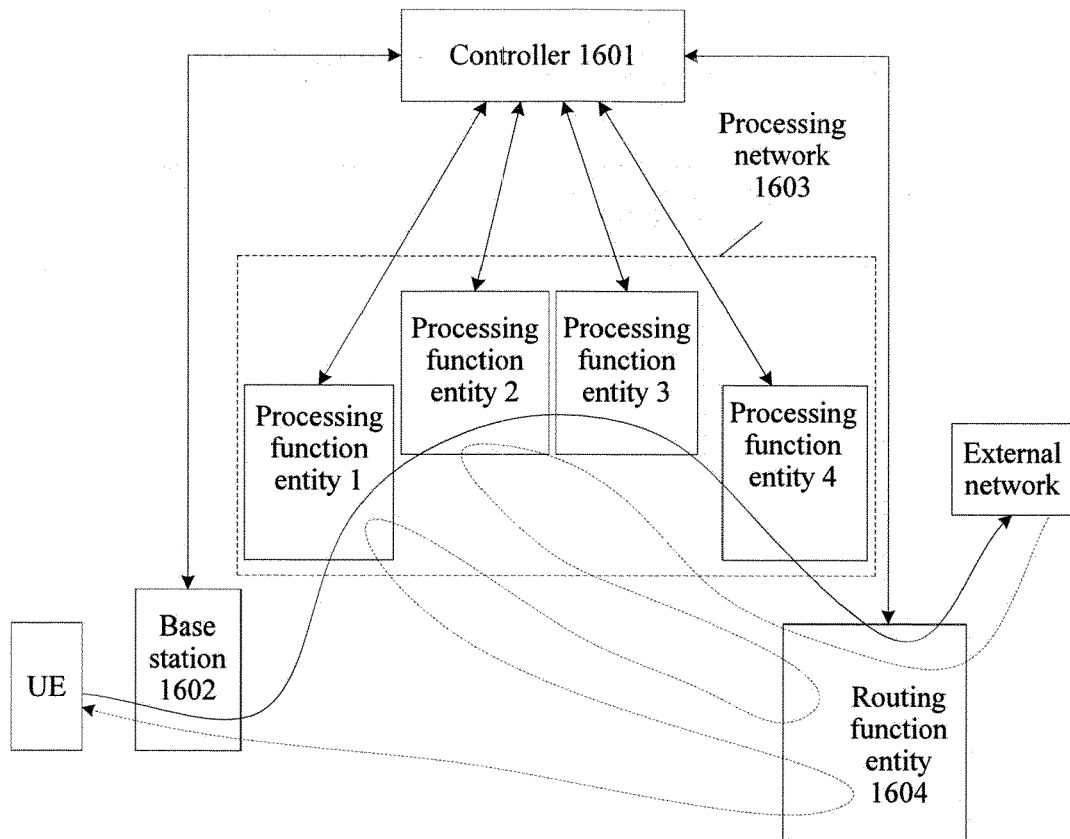 Controller 1601
Processing
network
1603
Processing
function
entity 2
Processing
function
entity 3
Processing
function
entity 1
Processing
function
entity 4
External
network
Base
station
1602
UE
Routing
function
entity
1604